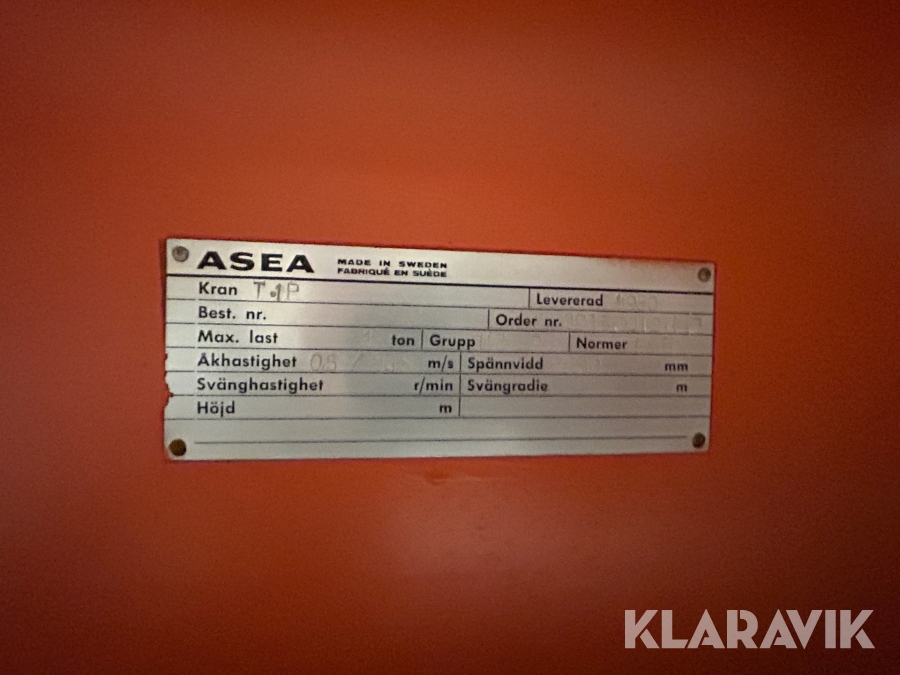 ASEA MADE IN SWEDEN
FABRIQUÉ EN SUÈDE
Kran Levererad
Best. nr. Order nr.
Max. last ton Grupp Normer
Åkhastighet m/s Spännvidd mm
Svänghastighet r/min Svängradie m
Höjd m
KLARAVIK